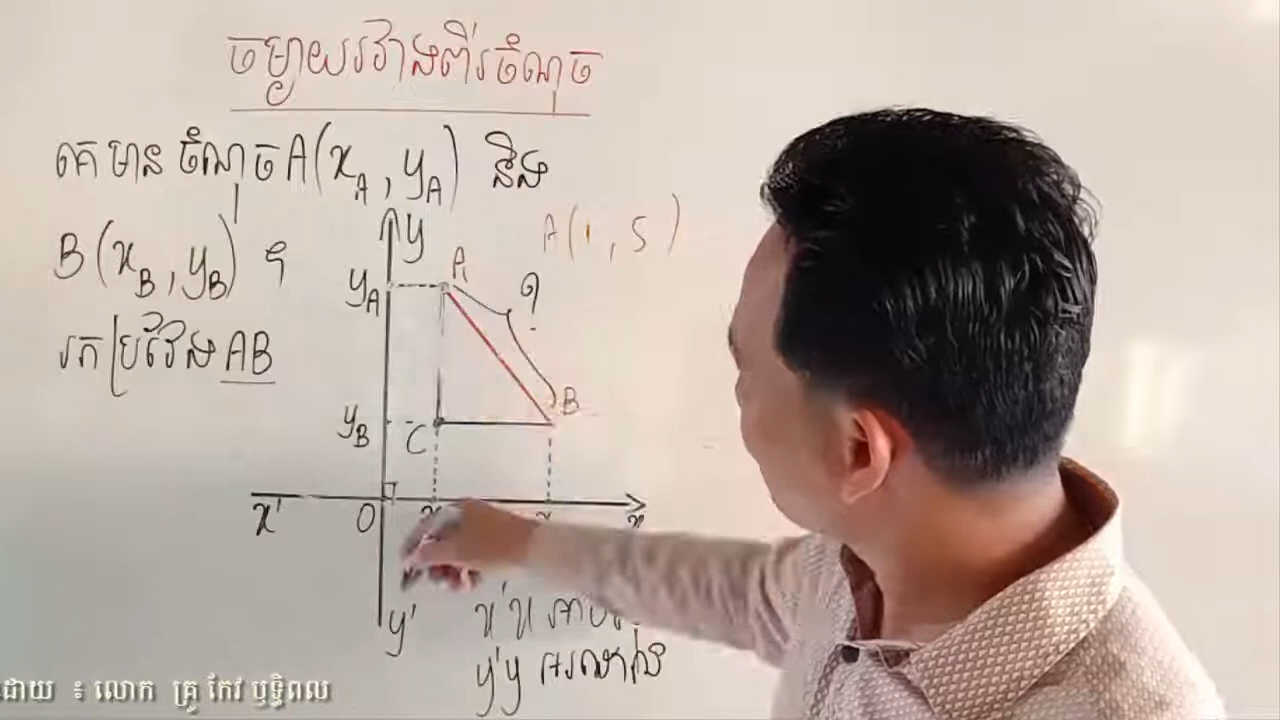 ចម្ងាយរវាងពីរចំណុច
គេមានចំណុច A(x_A, y_A) និង
B(x_B, y_B) ។
រកប្រវែង AB
A(1, 5)
y
y_A
A
?
B
y_B
C
x'
O
x
y'
x'x អាប់ស៊ីស
y'y អរដោនេ
ដោយ ៖ លោក គ្រូ កែវ ឫទ្ធិពល